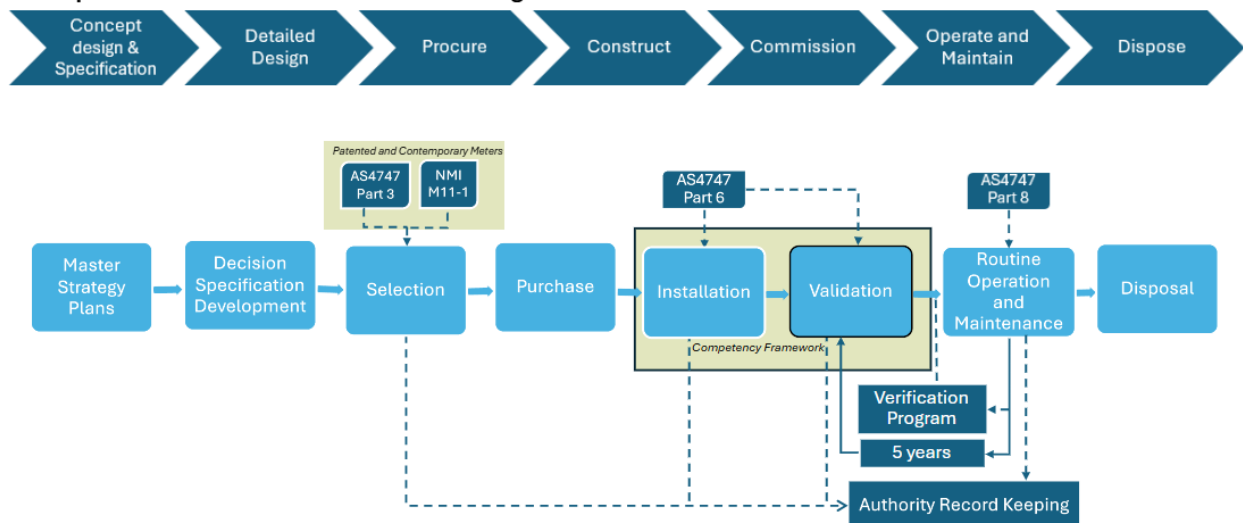 Concept
design &
Specification
Detailed
Design
Procure
Construct
Commission
Operate and
Maintain
Dispose
Patented and Contemporary Meters
AS4747
Part 3
NMI
M11-1
AS4747
Part 6
AS4747
Part 8
Master
Strategy
Plans
Decision
Specification
Development
Selection
Purchase
Installation
Validation
Routine
Operation
and
Maintenance
Disposal
Competency Framework
Verification
Program
5 years
Authority Record Keeping